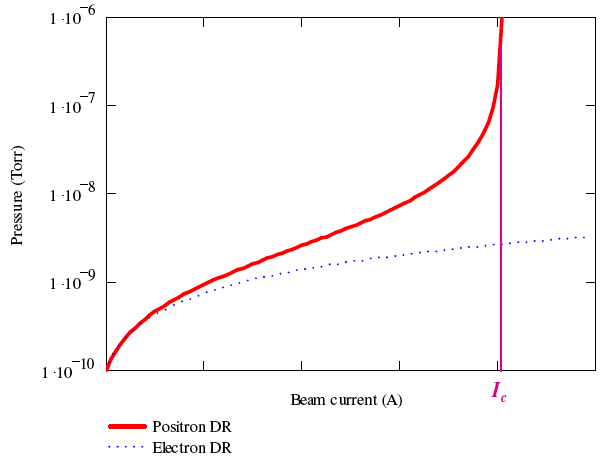 1·10⁻⁶
1·10⁻⁷
1·10⁻⁸
1·10⁻⁹
1·10⁻¹⁰
Pressure (Torr)
Beam current (A)
I_c
Positron DR
Electron DR